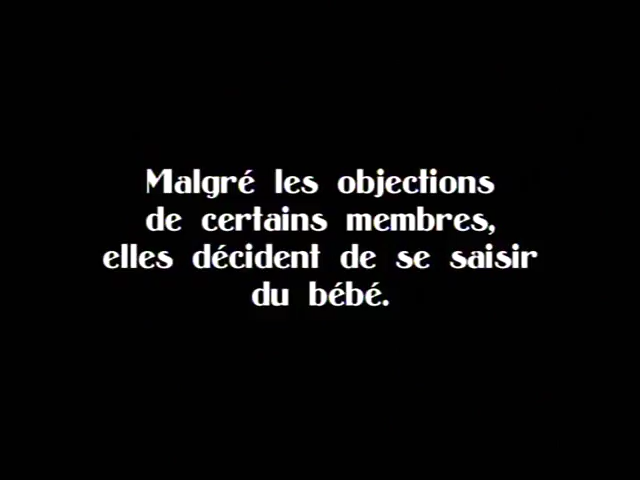 Malgré les objections
de certains membres,
elles décident de se saisir
du bébé.